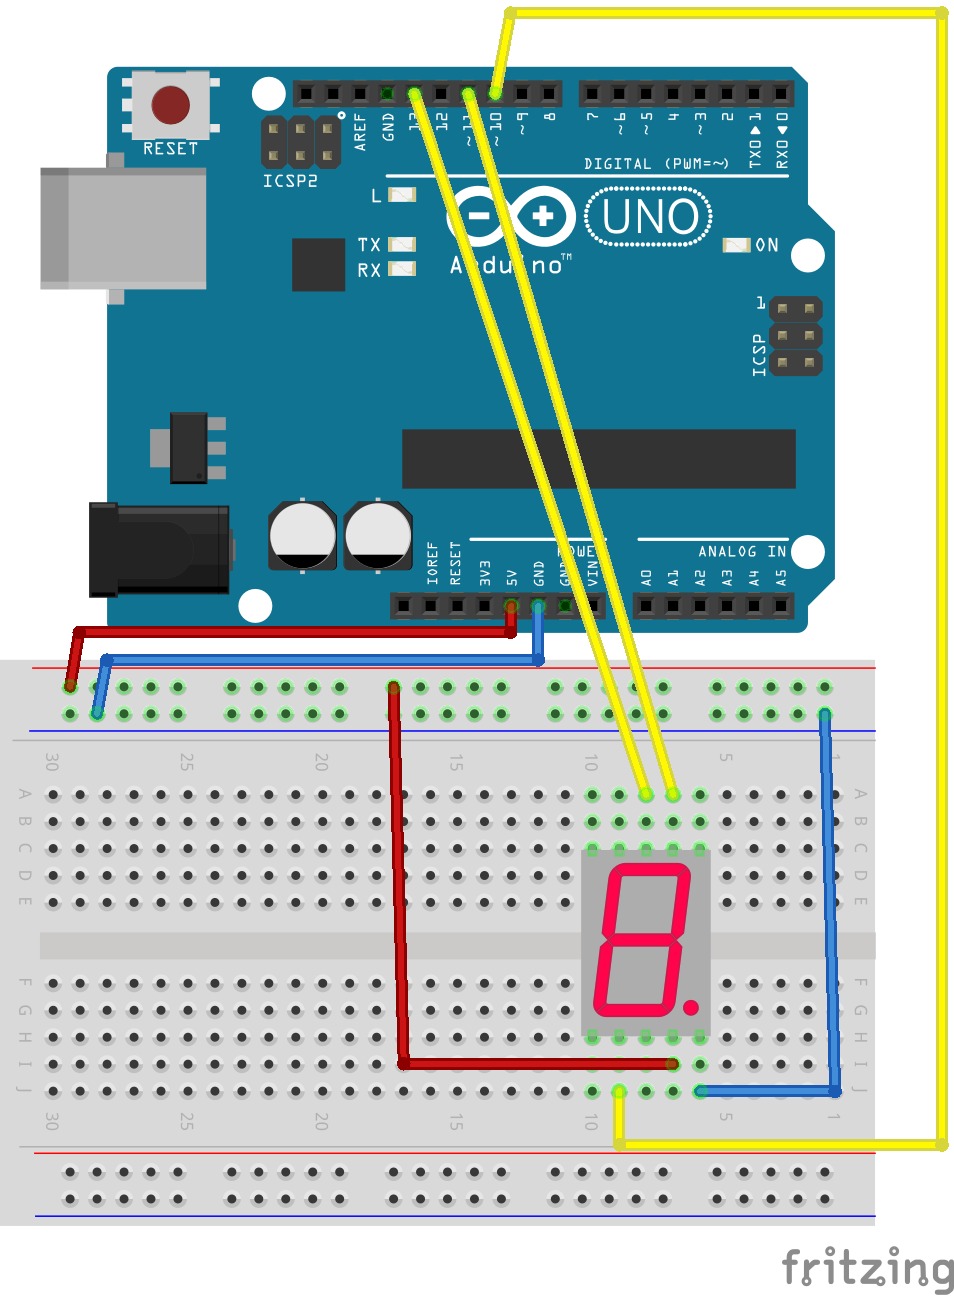 RESET
ICSP2
AREF
GND
13
12
~11
~10
~9
8
7
~6
~5
4
~3
2
TX0 ▶ 1
RX0 ◀ 0
DIGITAL (PWM=~)
L
TX
RX
Arduino™
UNO
ON
1
ICSP
IOREF
RESET
3V3
5V
GND
GND
VIN
POWER
ANALOG IN
A0
A1
A2
A3
A4
A5
30
25
20
15
10
5
1
A
B
C
D
E
F
G
H
I
J
A
B
C
D
E
F
G
H
I
J
30
25
20
15
10
5
1
fritzing